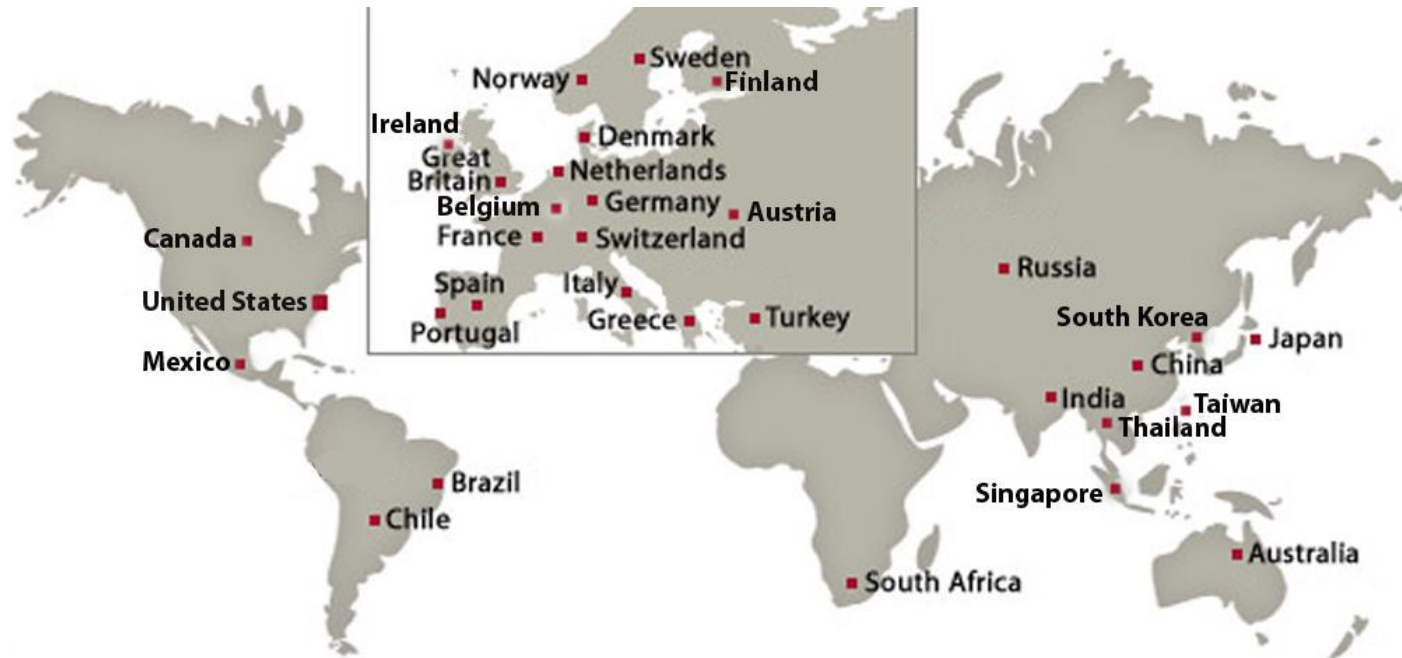 Sweden
Norway
Finland
Ireland
Denmark
Great
Britain
Netherlands
Belgium
Germany
Austria
France
Switzerland
Spain
Italy
Portugal
Greece
Turkey
Canada
United States
Mexico
Brazil
Chile
South Africa
Russia
South Korea
Japan
China
India
Taiwan
Thailand
Singapore
Australia